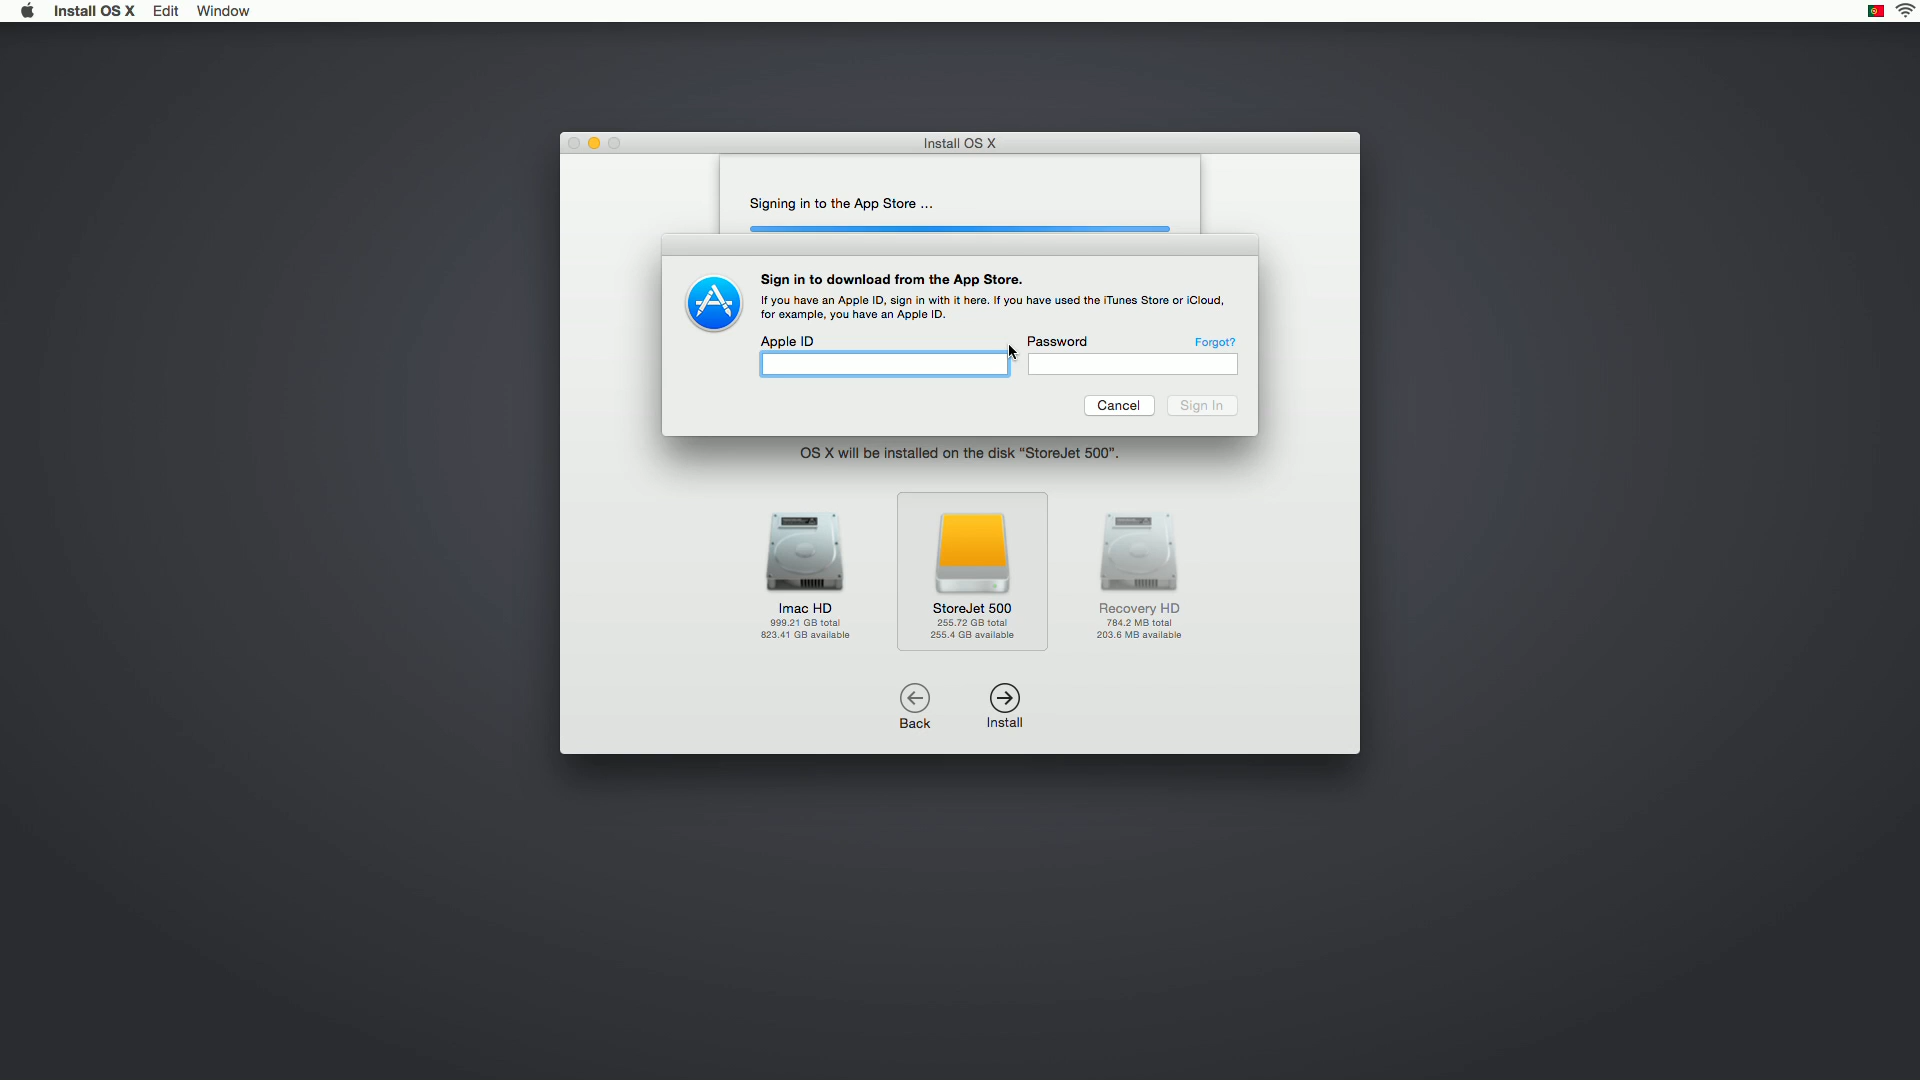 Install OS X Edit Window
Install OS X
Signing in to the App Store ...
Sign in to download from the App Store.
If you have an Apple ID, sign in with it here. If you have used the iTunes Store or iCloud,
for example, you have an Apple ID.
Apple ID Password Forgot?
Cancel Sign In
OS X will be installed on the disk “StoreJet 500”.
Imac HD
999.21 GB total
823.41 GB available
StoreJet 500
255.72 GB total
255.4 GB available
Recovery HD
784.2 MB total
203.6 MB available
Back Install